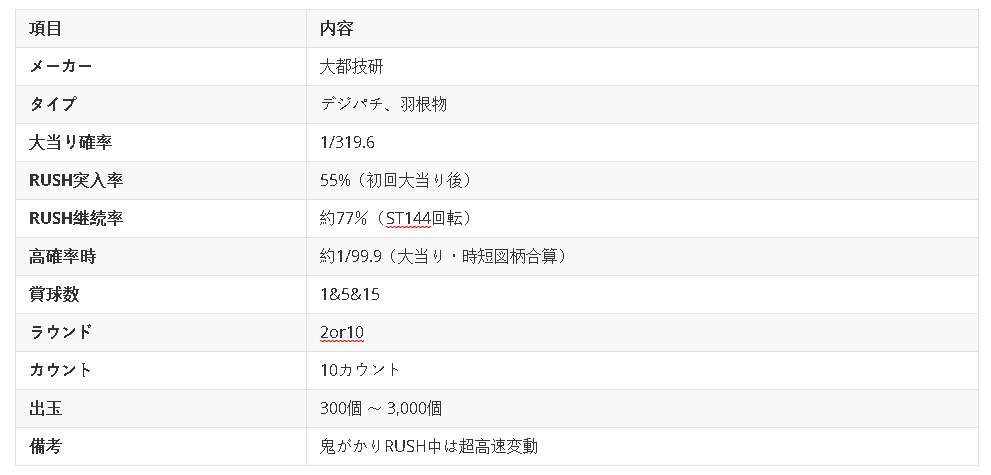 項目 内容
メーカー 大都技研
タイプ デジパチ、羽根物
大当り確率 1/319.6
RUSH突入率 55%（初回大当り後）
RUSH継続率 約77%（ST144回転）
高確率時 約1/99.9（大当り・時短図柄合算）
賞球数 1&5&15
ラウンド 2or10
カウント 10カウント
出玉 300個 ～ 3,000個
備考 鬼がかりRUSH中は超高速変動